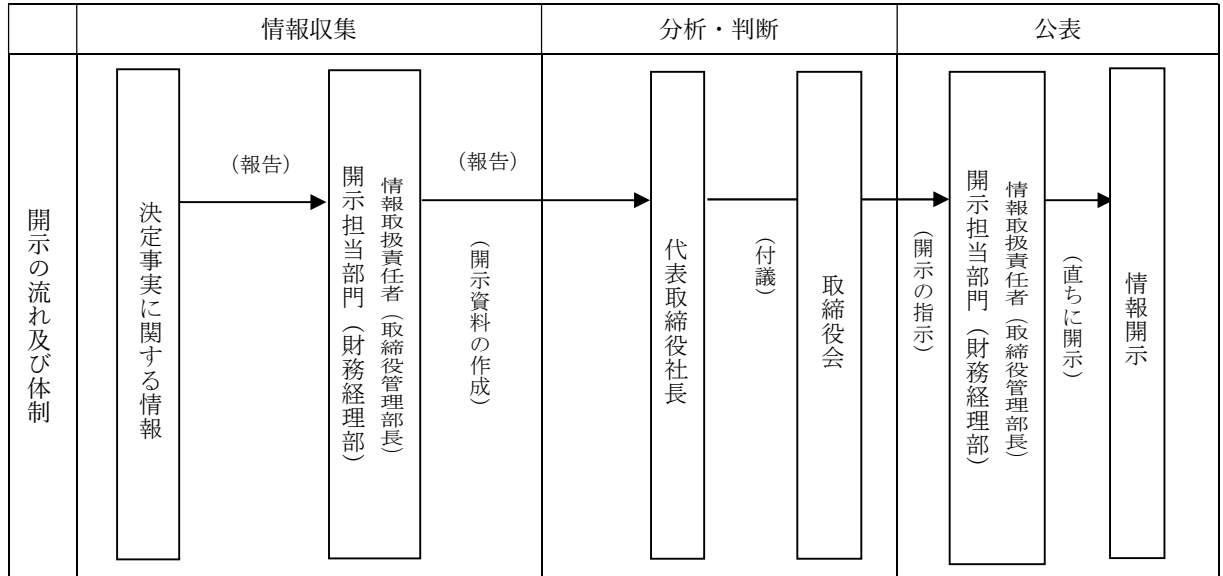 情報収集
分析・判断
公表
開示の流れ及び体制
決定事実に関する情報
（報告）
情報取扱責任者（取締役管理部長）
開示担当部門（財務経理部）
（報告）
（開示資料の作成）
代表取締役社長
（付議）
取締役会
（開示の指示）
情報取扱責任者（取締役管理部長）
開示担当部門（財務経理部）
（直ちに開示）
情報開示